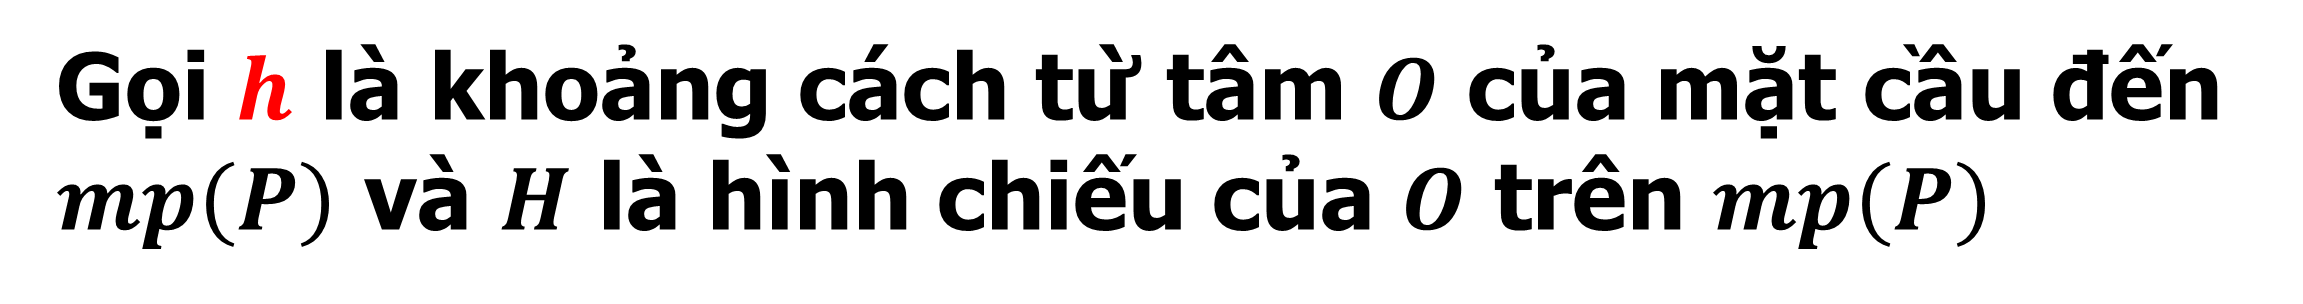 Gọi h là khoảng cách từ tâm O của mặt cầu đến
mp(P) và H là hình chiếu của O trên mp(P)